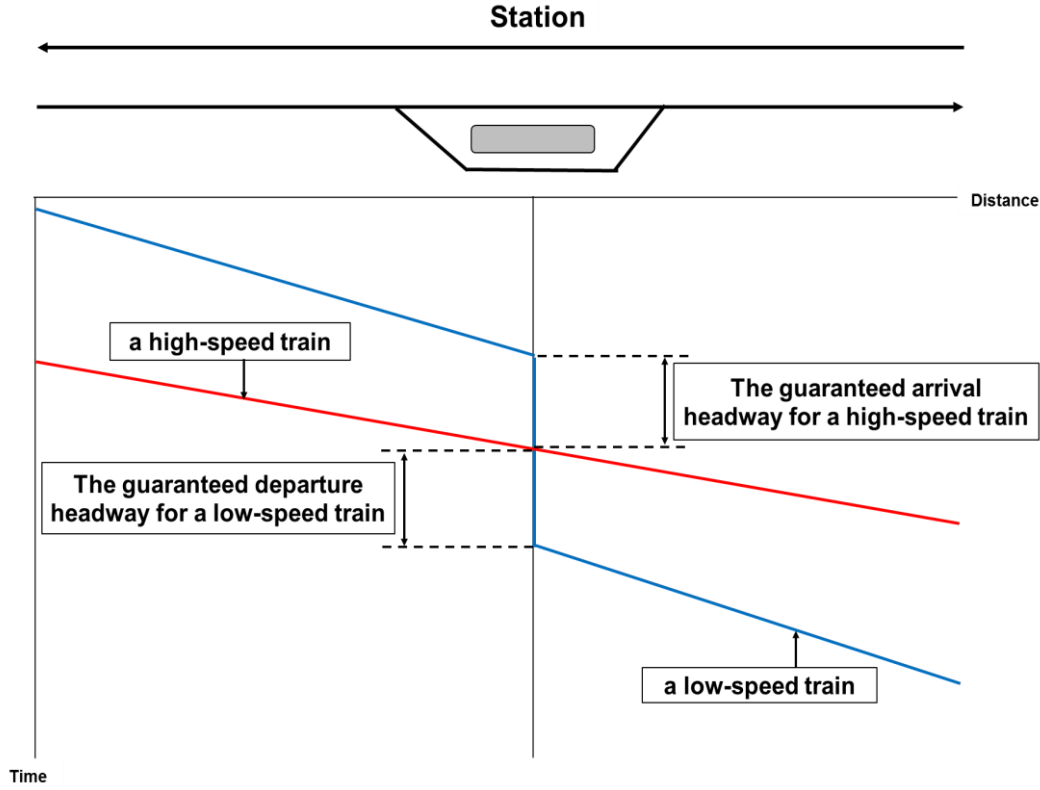 Station
Distance
a high-speed train
The guaranteed arrival
headway for a high-speed train
The guaranteed departure
headway for a low-speed train
a low-speed train
Time